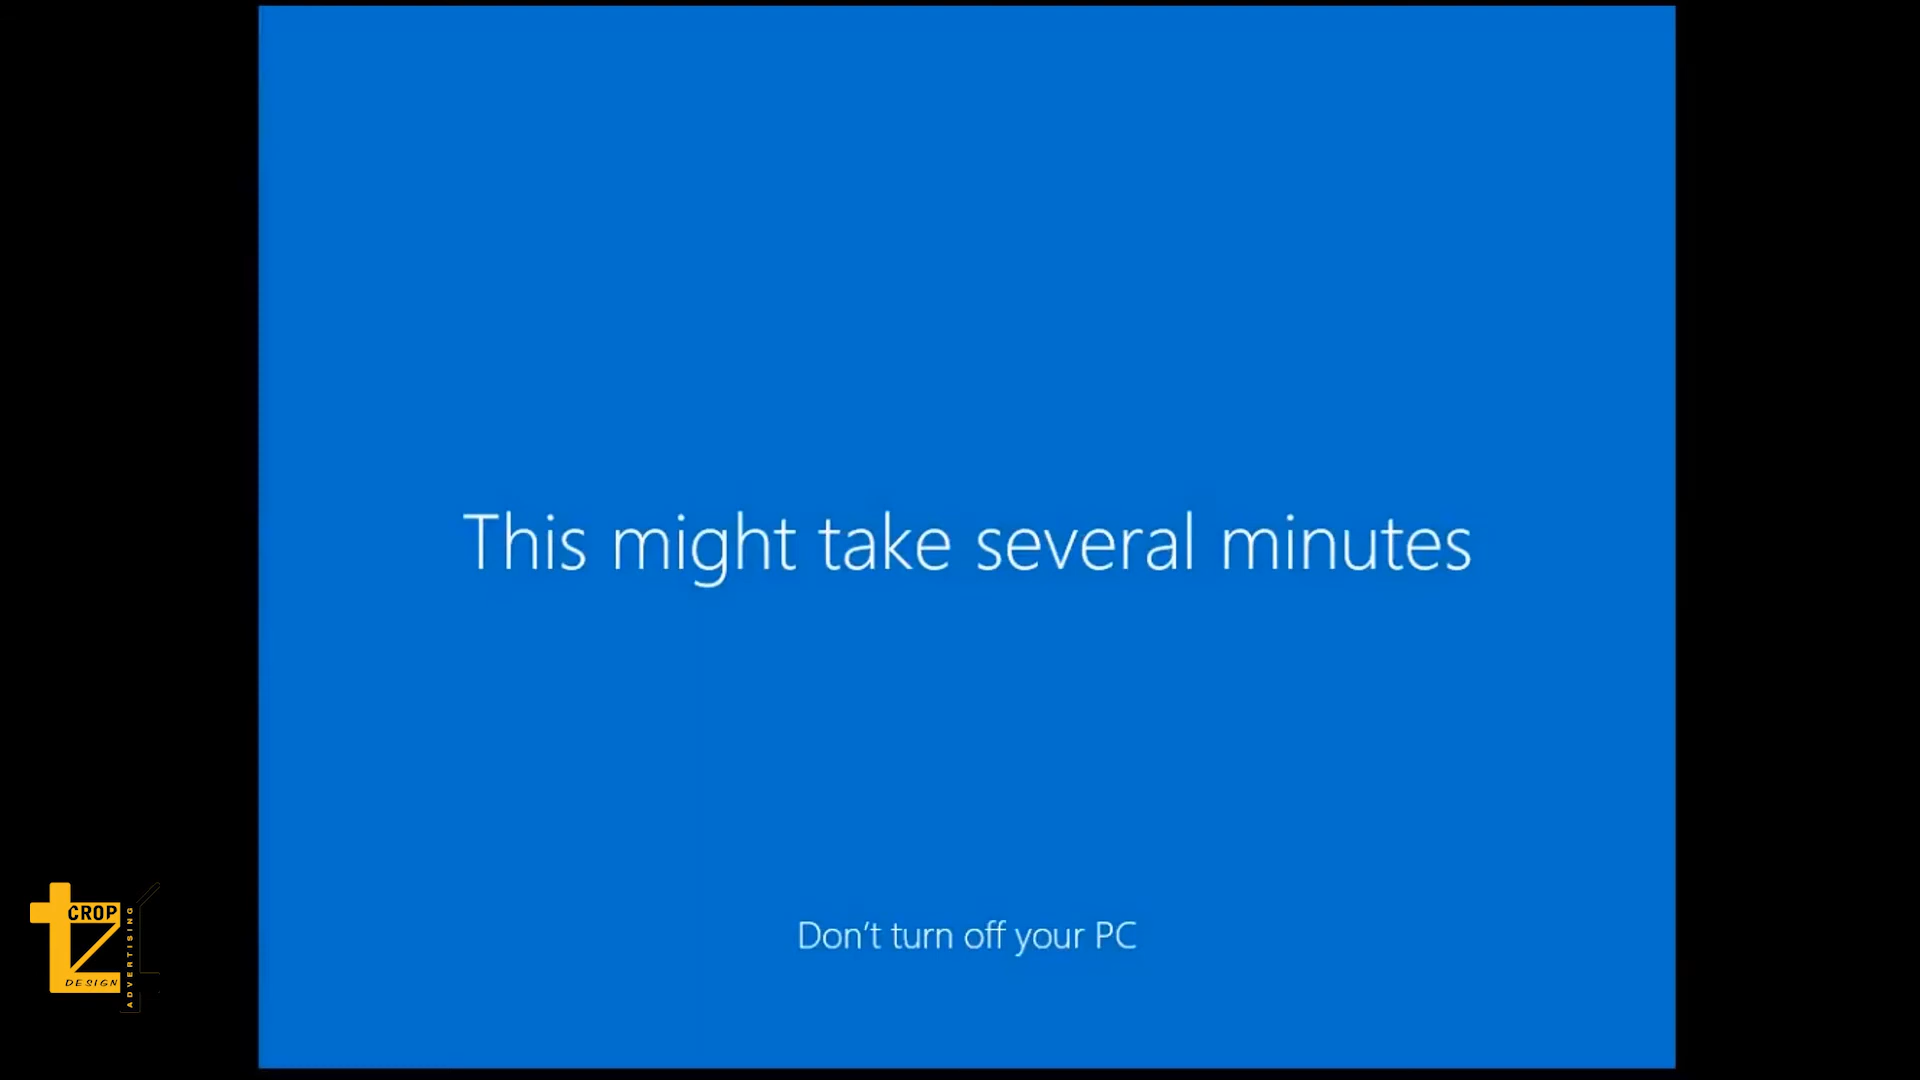 This might take several minutes
Don't turn off your PC
CROP
DESIGN
ADVERTISING